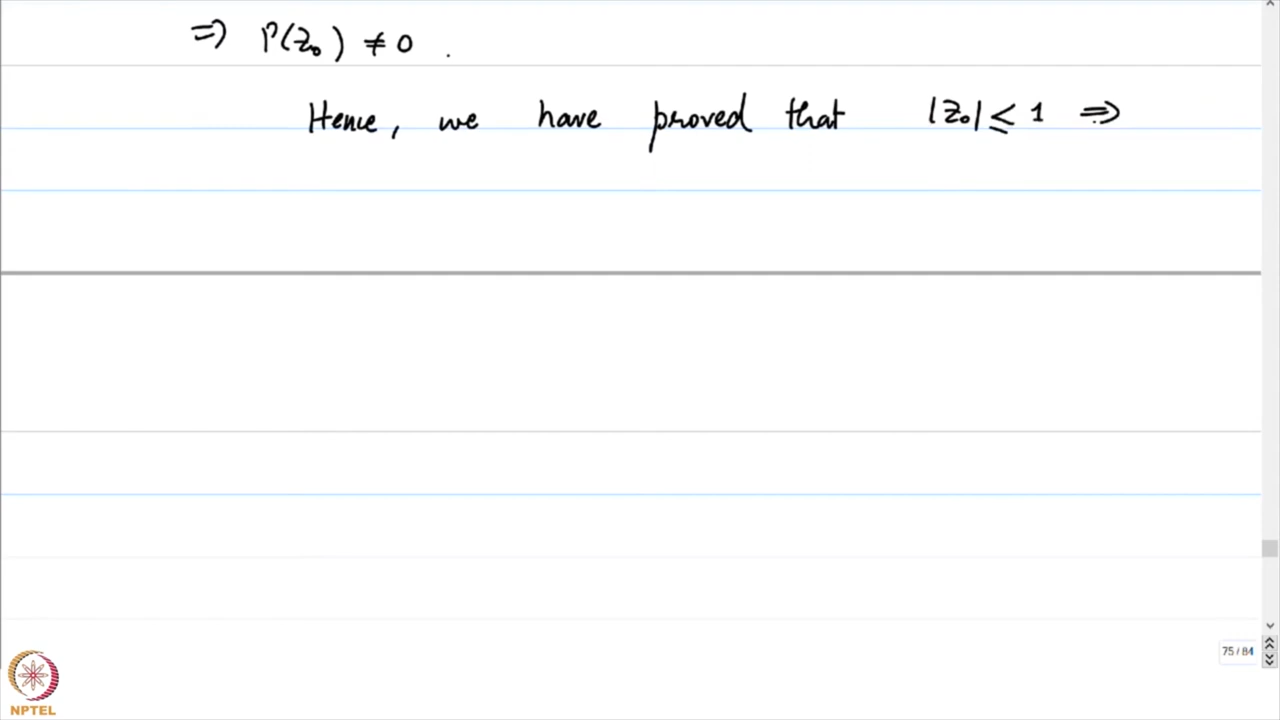 => P(z₀) ≠ 0 .
Hence, we have proved that |z₀| ≤ 1 =>
75 / 84
NPTEL